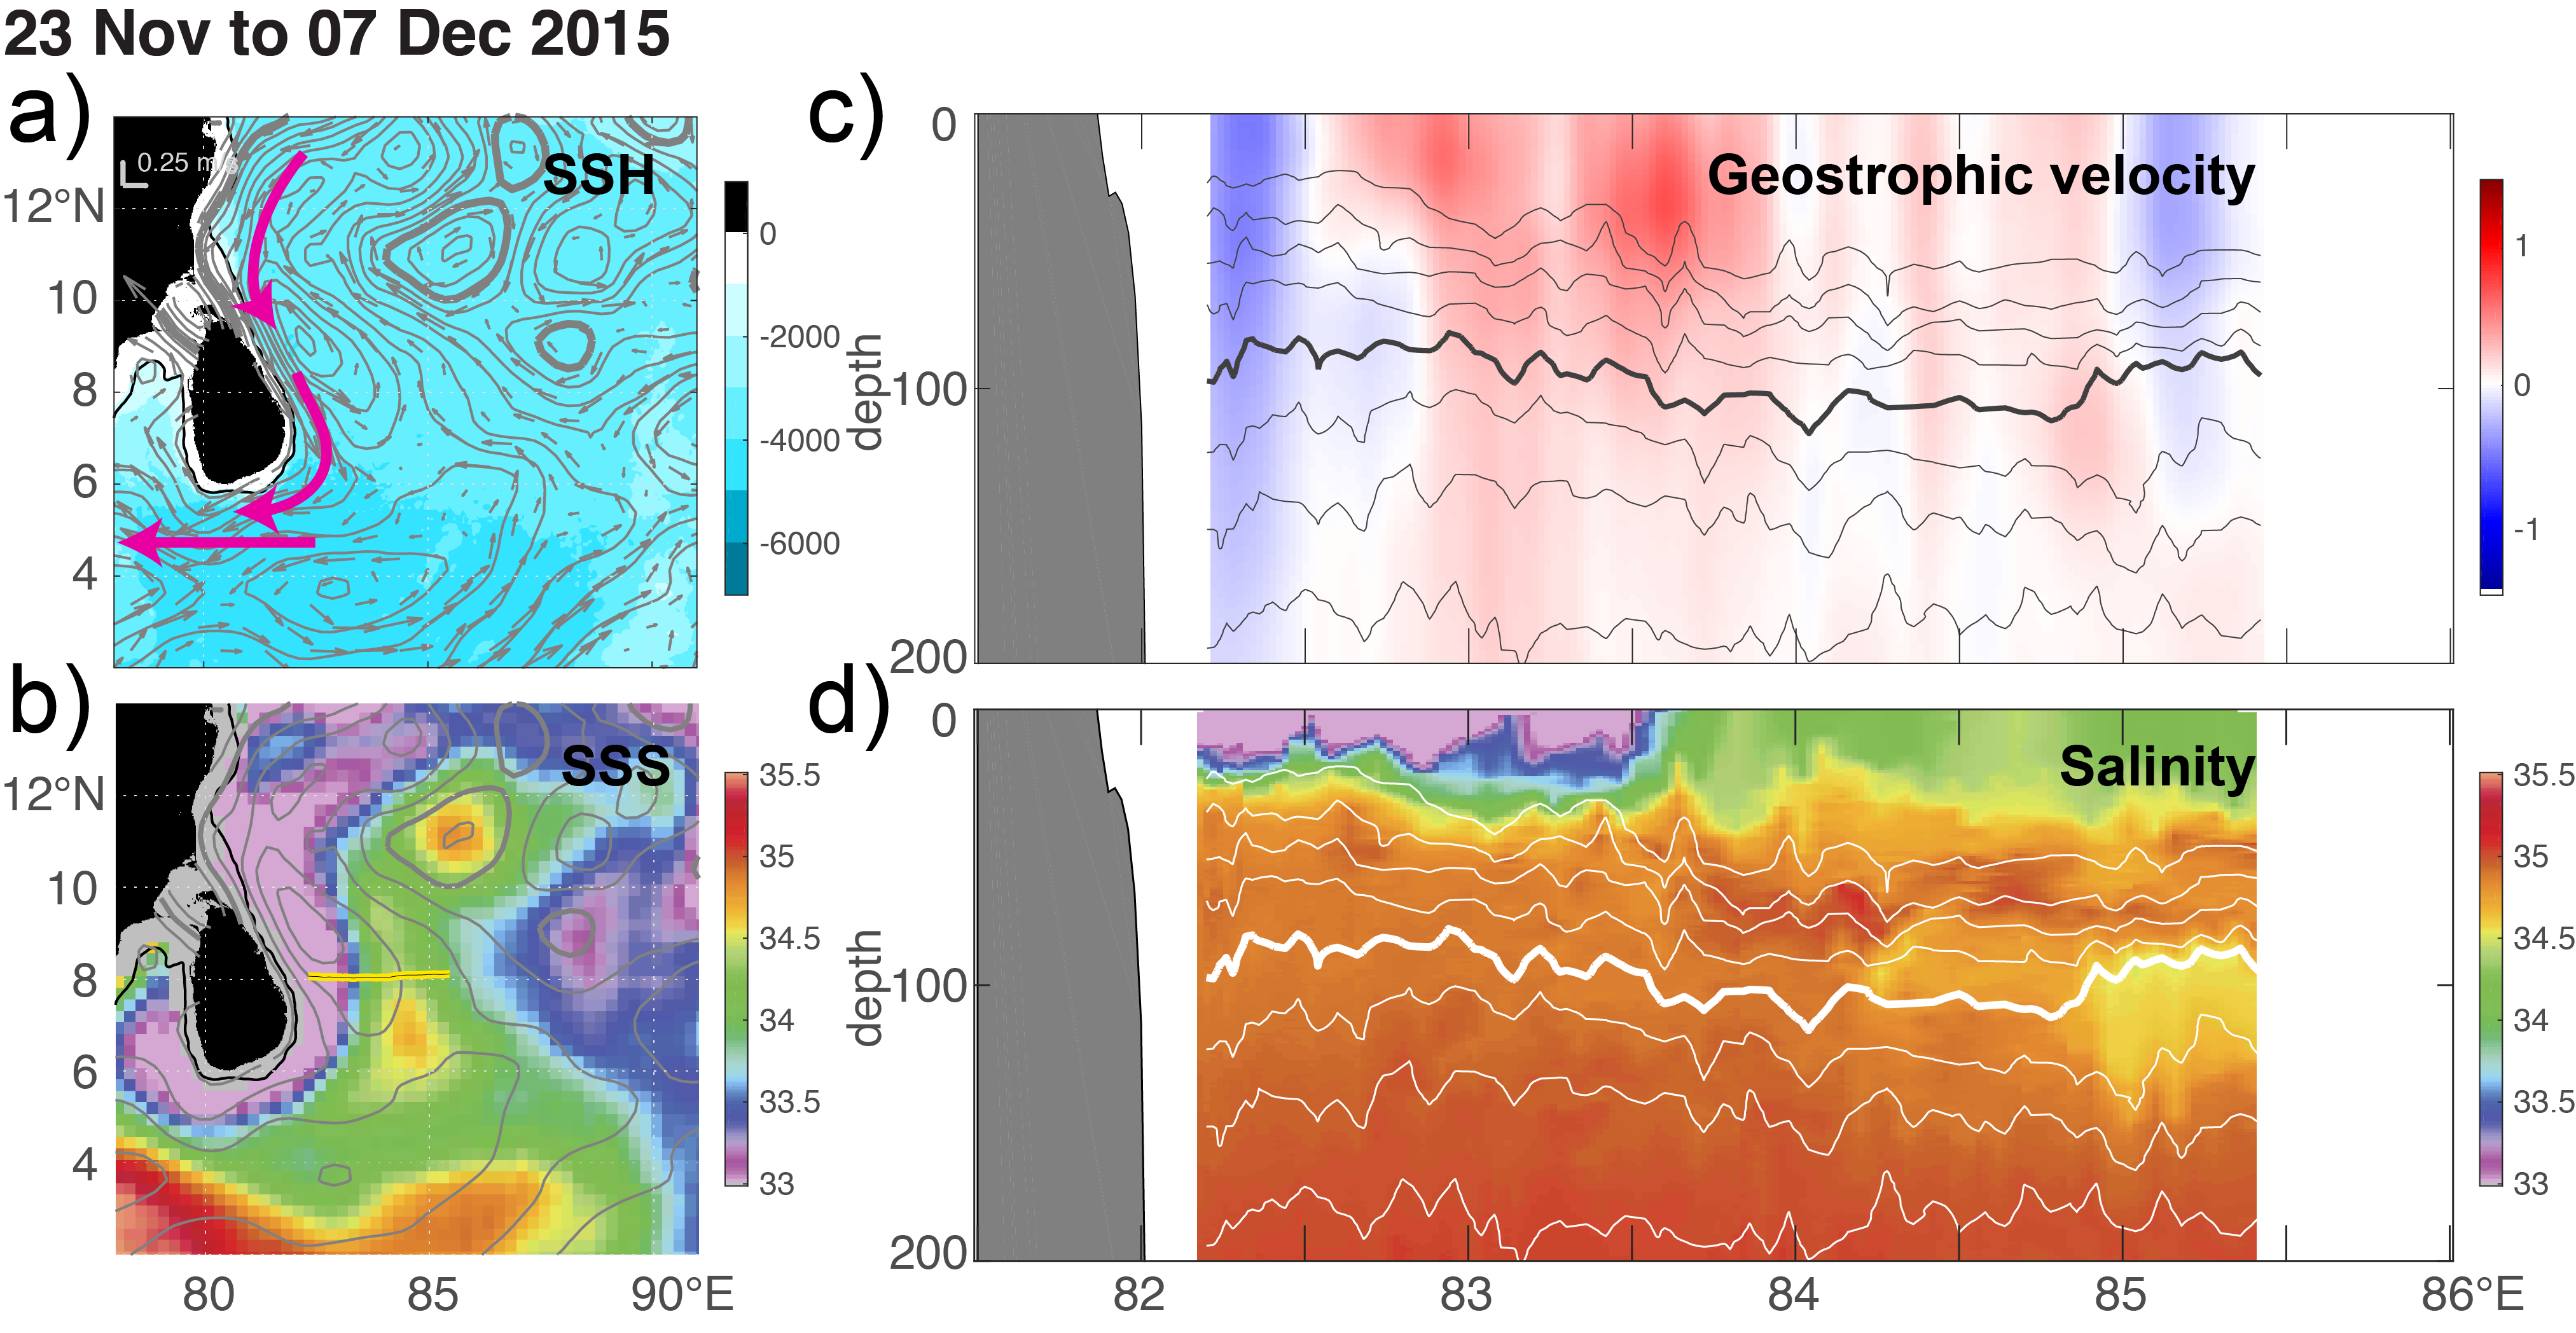 23 Nov to 07 Dec 2015
a)
SSH
12°N
10
8
6
4
0
-2000
-4000
-6000
b)
SSS
12°N
10
8
6
4
80
85
90°E
35.5
35
34.5
34
33.5
33
c)
Geostrophic velocity
depth
0
100
200
1
0
-1
d)
Salinity
depth
0
100
200
82
83
84
85
86°E
35.5
35
34.5
34
33.5
33
0.25 m